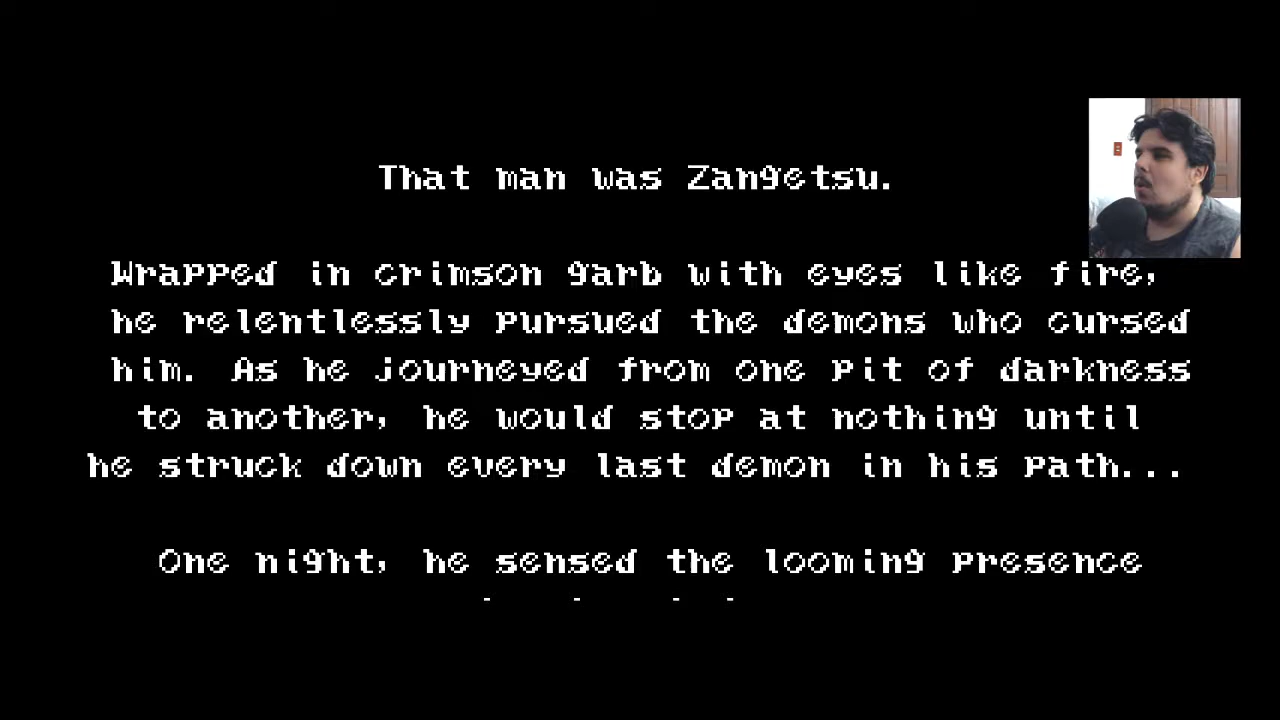 That man was Zangetsu.
Wrapped in crimson garb with eyes like fire,
he relentlessly pursued the demons who cursed
him. As he journeyed from one pit of darkness
to another, he would stop at nothing until
he struck down every last demon in his path...
One night, he sensed the looming presence